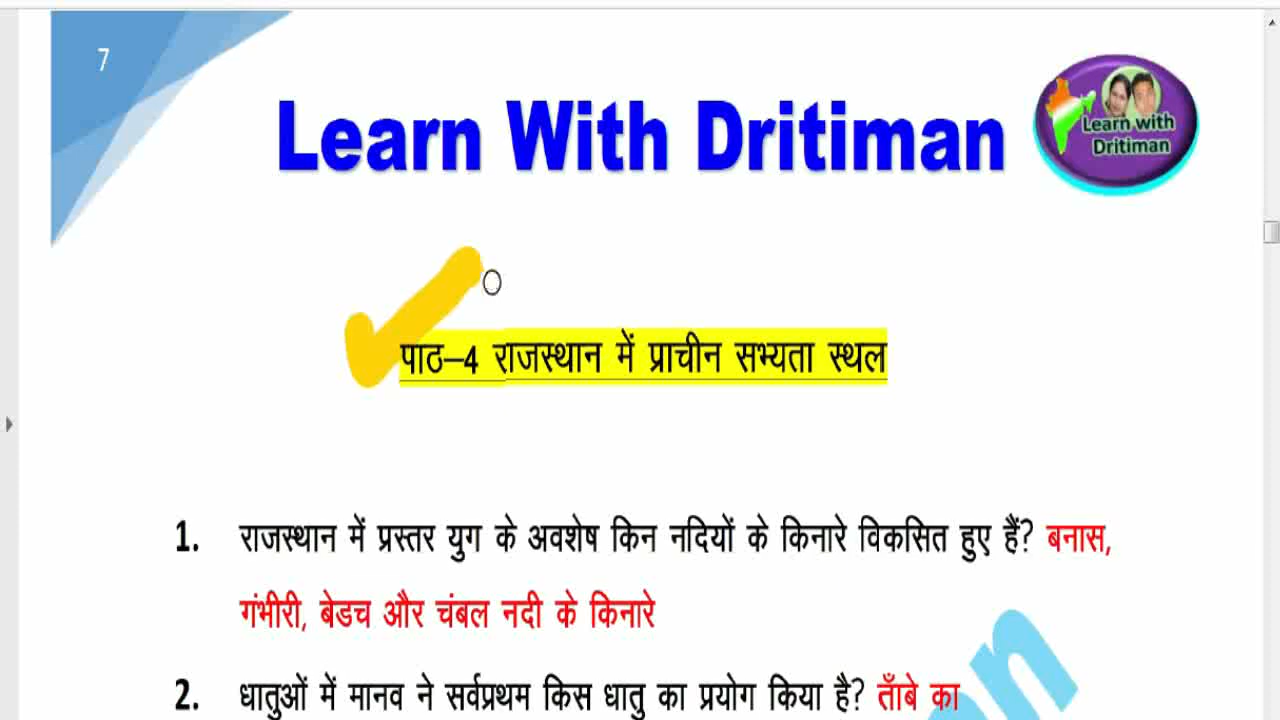 7
Learn With Dritiman
Learn with
Dritiman
पाठ–4 राजस्थान में प्राचीन सभ्यता स्थल
1. राजस्थान में प्रस्तर युग के अवशेष किन नदियों के किनारे विकसित हुए हैं? बनास,
गंभीरी, बेडच और चंबल नदी के किनारे
2. धातुओं में मानव ने सर्वप्रथम किस धातु का प्रयोग किया है? ताँबे का